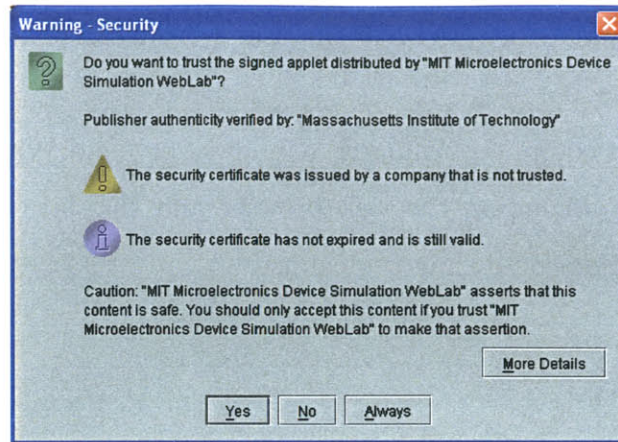 Warning - Security
Do you want to trust the signed applet distributed by "MIT Microelectronics Device
Simulation WebLab"?
Publisher authenticity verified by: "Massachusetts Institute of Technology"
The security certificate was issued by a company that is not trusted.
The security certificate has not expired and is still valid.
Caution: "MIT Microelectronics Device Simulation WebLab" asserts that this
content is safe. You should only accept this content if you trust "MIT
Microelectronics Device Simulation WebLab" to make that assertion.
More Details
Yes No Always